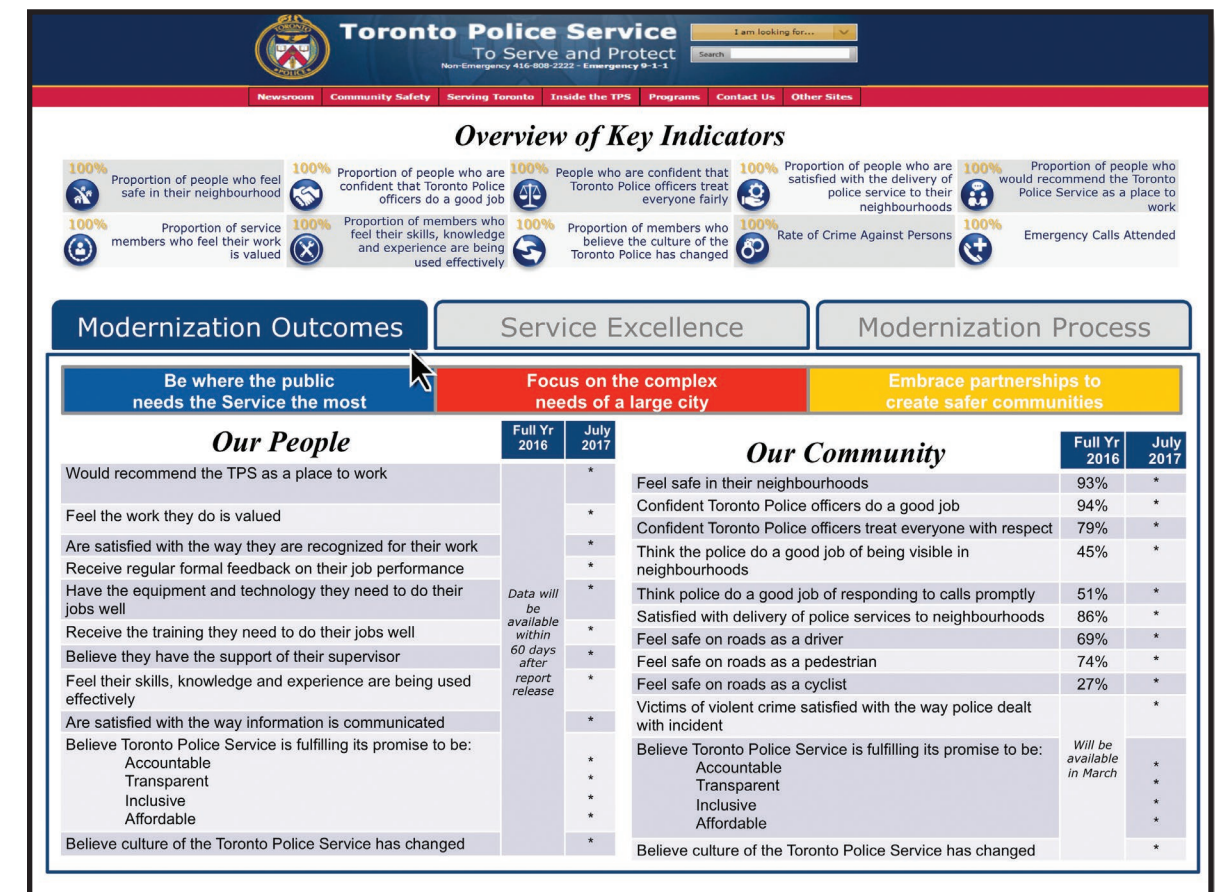 Toronto Police Service
To Serve and Protect
Non-Emergency 416-808-2222 - Emergency 9-1-1
I am looking for...
Search
Newsroom Community Safety Serving Toronto Inside the TPS Programs Contact Us Other Sites
Overview of Key Indicators
100%
Proportion of people who feel
safe in their neighbourhood
100%
Proportion of people who are
confident that Toronto Police
officers do a good job
100%
People who are confident that
Toronto Police officers treat
everyone fairly
100%
Proportion of people who are
satisfied with the delivery of
police service to their
neighbourhoods
100%
Proportion of people who
would recommend the Toronto
Police Service as a place to
work
100%
Proportion of service
members who feel their work
is valued
100%
Proportion of members who
feel their skills, knowledge
and experience are being
used effectively
100%
Proportion of members who
believe the culture of the
Toronto Police has changed
100%
Rate of Crime Against Persons
100%
Emergency Calls Attended
Modernization Outcomes Service Excellence Modernization Process
Be where the public
needs the Service the most
Focus on the complex
needs of a large city
Embrace partnerships to
create safer communities
Our People
Full Yr
2016
July
2017
Would recommend the TPS as a place to work *
Feel the work they do is valued *
Are satisfied with the way they are recognized for their work *
Receive regular formal feedback on their job performance *
Have the equipment and technology they need to do their *
jobs well
Receive the training they need to do their jobs well *
Believe they have the support of their supervisor *
Feel their skills, knowledge and experience are being used *
effectively
Are satisfied with the way information is communicated *
Believe Toronto Police Service is fulfilling its promise to be:
Accountable *
Transparent *
Inclusive *
Affordable *
Believe culture of the Toronto Police Service has changed *
Data will
be
available
within
60 days
after
report
release
Our Community
Full Yr
2016
July
2017
Feel safe in their neighbourhoods 93% *
Confident Toronto Police officers do a good job 94% *
Confident Toronto Police officers treat everyone with respect 79% *
Think the police do a good job of being visible in 45% *
neighbourhoods
Think police do a good job of responding to calls promptly 51% *
Satisfied with delivery of police services to neighbourhoods 86% *
Feel safe on roads as a driver 69% *
Feel safe on roads as a pedestrian 74% *
Feel safe on roads as a cyclist 27% *
Victims of violent crime satisfied with the way police dealt *
with incident
Believe Toronto Police Service is fulfilling its promise to be:
Accountable *
Transparent *
Inclusive *
Affordable *
Believe culture of the Toronto Police Service has changed *
Will be
available
in March